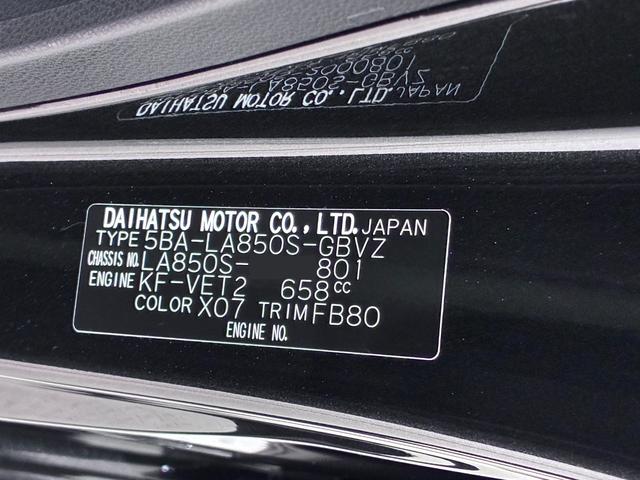 DAIHATSU MOTOR CO., LTD. JAPAN
TYPE 5BA-LA850S-GBVZ
CHASSIS NO. LA850S- 801
ENGINE KF-VET2 658cc
COLOR X07 TRIM FB80
ENGINE NO.